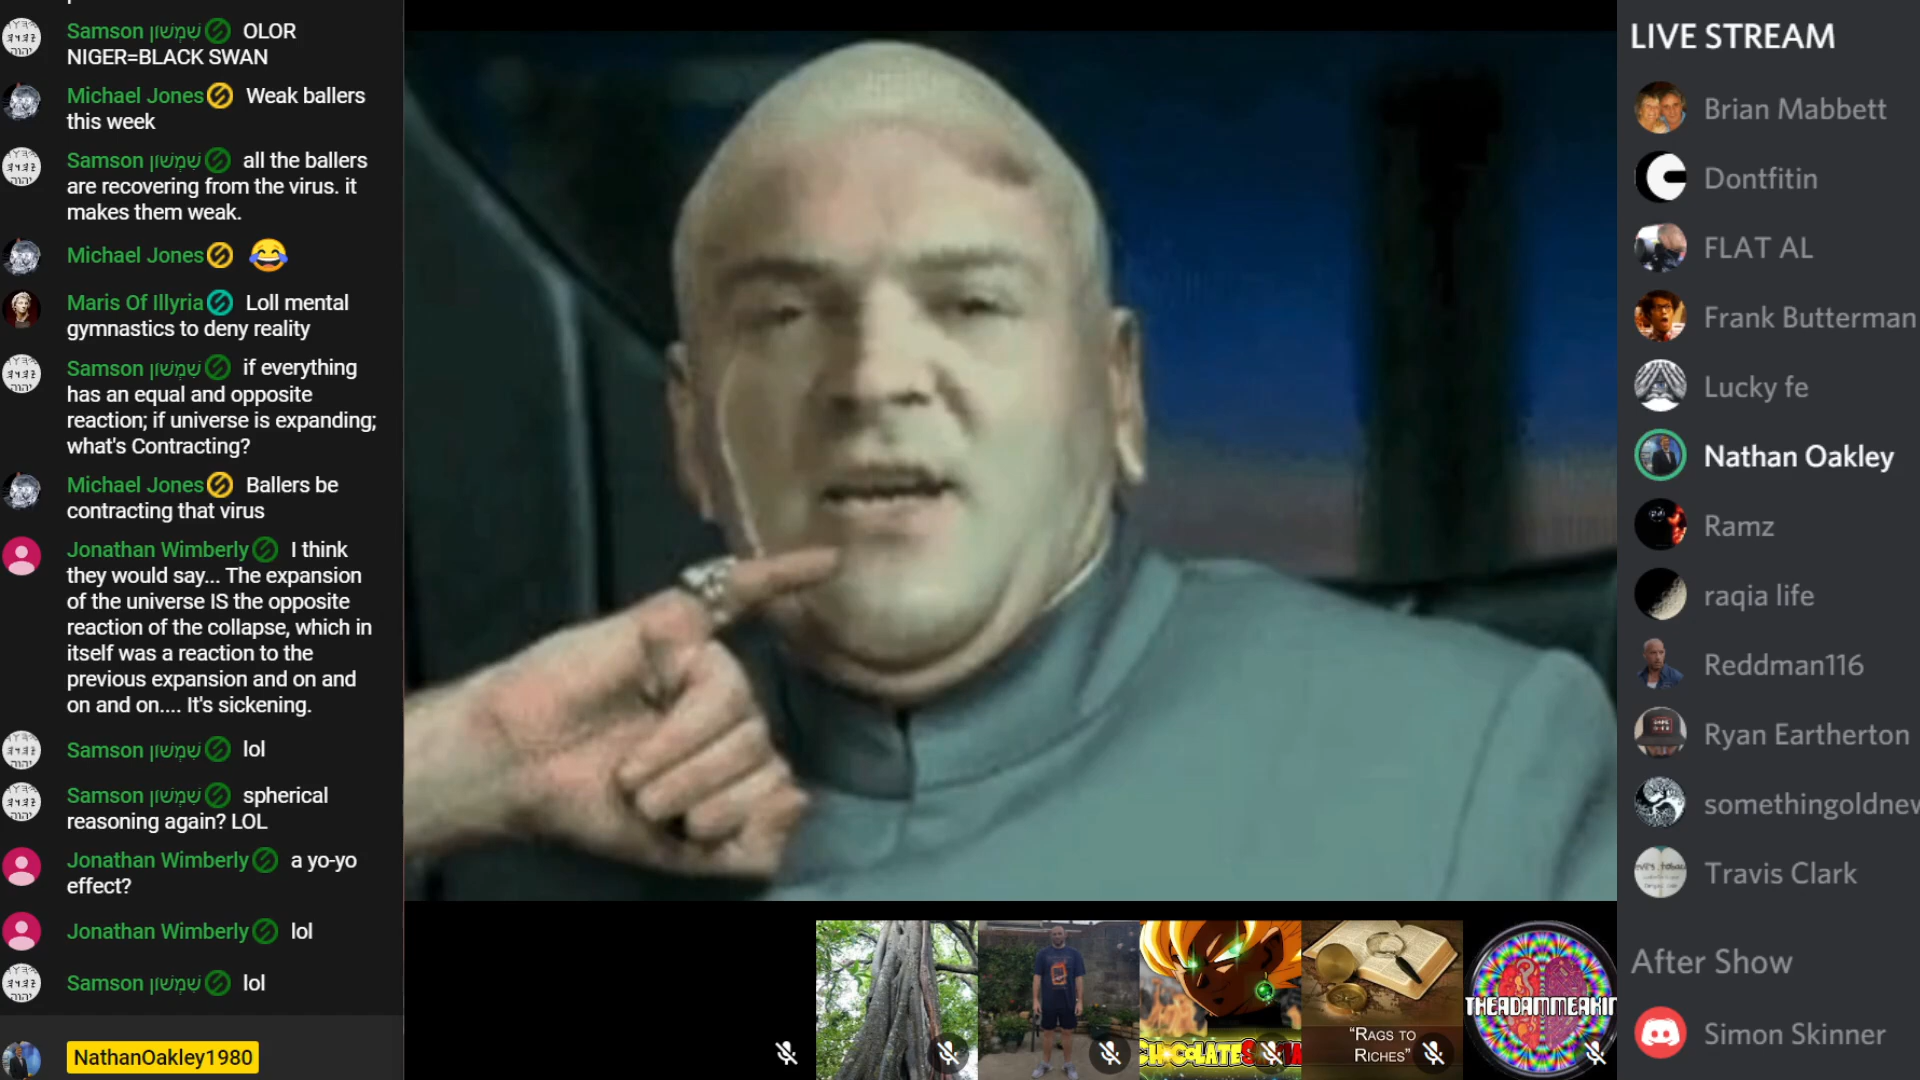 Samson שִׁמְשׁוֹן OLOR
NIGER=BLACK SWAN
Michael Jones Weak ballers
this week
Samson שִׁמְשׁוֹן all the ballers
are recovering from the virus. it
makes them weak.
Michael Jones 😂
Maris Of Illyria Loll mental
gymnastics to deny reality
Samson שִׁמְשׁוֹן if everything
has an equal and opposite
reaction; if universe is expanding;
what's Contracting?
Michael Jones Ballers be
contracting that virus
Jonathan Wimberly I think
they would say... The expansion
of the universe IS the opposite
reaction of the collapse, which in
itself was a reaction to the
previous expansion and on and
on and on.... It's sickening.
Samson שִׁמְשׁוֹן lol
Samson שִׁמְשׁוֹן spherical
reasoning again? LOL
Jonathan Wimberly a yo-yo
effect?
Jonathan Wimberly lol
Samson שִׁמְשׁוֹן lol
NathanOakley1980
"RAGS TO
RICHES"
THEADAMMEAKIN
LIVE STREAM
Brian Mabbett
Dontfitin
FLAT AL
Frank Butterman
Lucky fe
Nathan Oakley
Ramz
raqia life
Reddman116
Ryan Eartherton
somethingoldnew
Travis Clark
After Show
Simon Skinner